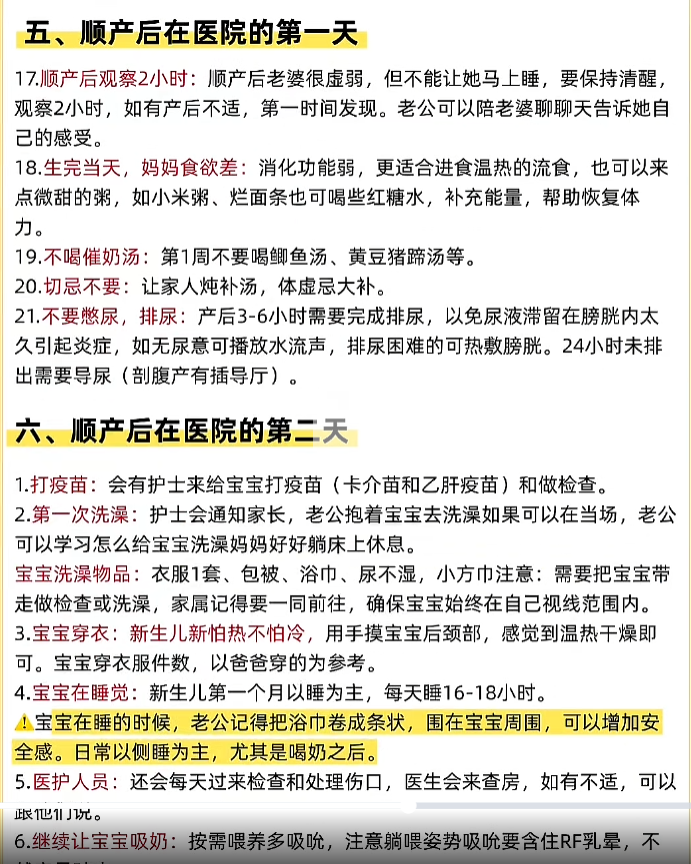 五、顺产后在医院的第一天
17.顺产后观察2小时：顺产后老婆很虚弱，但不能让她马上睡，要保持清醒，
观察2小时，如有产后不适，第一时间发现。老公可以陪老婆聊聊天告诉她自
己的感受。
18.生完当天，妈妈食欲差：消化功能弱，更适合进食温热的流食，也可以来
点微甜的粥，如小米粥、烂面条也可喝些红糖水，补充能量，帮助恢复体
力。
19.不喝催奶汤：第1周不要喝鲫鱼汤、黄豆猪蹄汤等。
20.切忌不要：让家人炖补汤，体虚忌大补。
21.不要憋尿，排尿：产后3-6小时需要完成排尿，以免尿液滞留在膀胱内太
久引起炎症，如无尿意可播放水流声，排尿困难的可热敷膀胱。24小时未排
出需要导尿（剖腹产有插导厅）。
六、顺产后在医院的第二天
1.打疫苗：会有护士来给宝宝打疫苗（卡介苗和乙肝疫苗）和做检查。
2.第一次洗澡：护士会通知家长，老公抱着宝宝去洗澡如果可以在当场，老公
可以学习怎么给宝宝洗澡妈妈好好躺床上休息。
宝宝洗澡物品：衣服1套、包被、浴巾、尿不湿，小方巾注意：需要把宝宝带
走做检查或洗澡，家属记得要一同前往，确保宝宝始终在自己视线范围内。
3.宝宝穿衣：新生儿新怕热不怕冷，用手摸宝宝后颈部，感觉到温热干燥即
可。宝宝穿衣服件数，以爸爸穿的为参考。
4.宝宝在睡觉：新生儿第一个月以睡为主，每天睡16-18小时。
⚠宝宝在睡的时候，老公记得把浴巾卷成条状，围在宝宝周围，可以增加安
全感。日常以侧睡为主，尤其是喝奶之后。
5.医护人员：还会每天过来检查和处理伤口，医生会来查房，如有不适，可以
跟他们说。
6.继续让宝宝吸奶：按需喂养多吸吮，注意躺喂姿势吸吮要含住RF乳晕，不